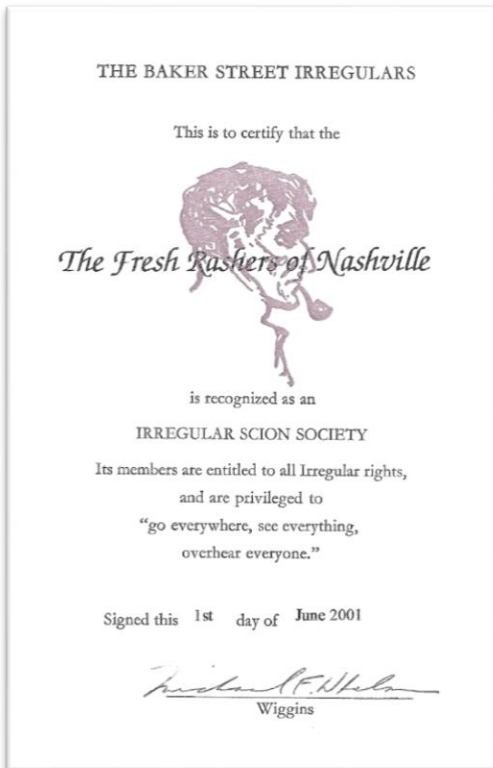 THE BAKER STREET IRREGULARS
This is to certify that the
The Fresh Rashers of Nashville
is recognized as an
IRREGULAR SCION SOCIETY
Its members are entitled to all Irregular rights,
and are privileged to
“go everywhere, see everything,
overhear everyone.”
Signed this 1st day of June 2001
Michael F. Whelan
Wiggins